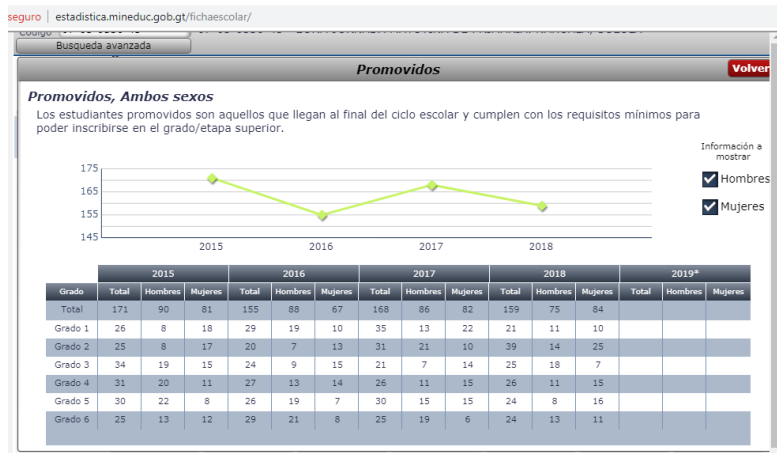 seguro | estadistica.mineduc.gob.gt/fichaescolar/
Busqueda avanzada
Promovidos
Volver
Promovidos, Ambos sexos
Los estudiantes promovidos son aquellos que llegan al final del ciclo escolar y cumplen con los requisitos mínimos para
poder inscribirse en el grado/etapa superior.
Información a
mostrar
Hombres
Mujeres
175
165
155
145
2015 2016 2017 2018
2015 2016 2017 2018 2019*
Grado Total Hombres Mujeres Total Hombres Mujeres Total Hombres Mujeres Total Hombres Mujeres Total Hombres Mujeres
Total 171 90 81 155 88 67 168 86 82 159 75 84
Grado 1 26 8 18 29 19 10 35 13 22 21 11 10
Grado 2 25 8 17 20 7 13 31 21 10 39 14 25
Grado 3 34 19 15 24 9 15 21 7 14 25 18 7
Grado 4 31 20 11 27 13 14 26 11 15 26 11 15
Grado 5 30 22 8 26 19 7 30 15 15 24 8 16
Grado 6 25 13 12 29 21 8 25 19 6 24 13 11